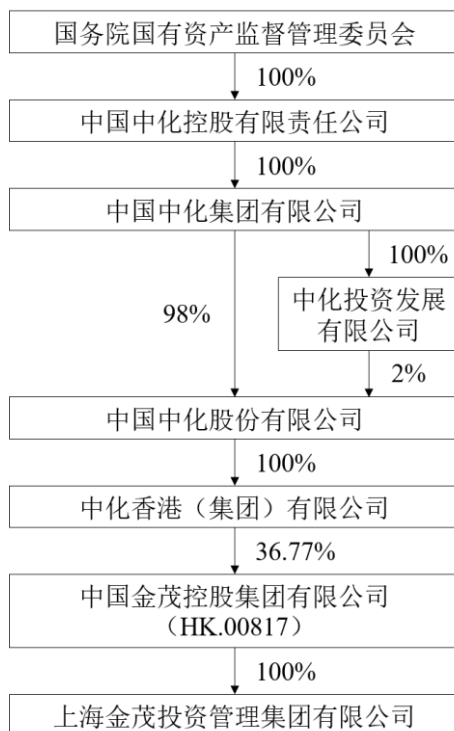 国务院国有资产监督管理委员会
100%
中国中化控股有限责任公司
100%
中国中化集团有限公司
100%
中化投资发展
有限公司
98%
2%
中国中化股份有限公司
100%
中化香港（集团）有限公司
36.77%
中国金茂控股集团有限公司
（HK.00817）
100%
上海金茂投资管理集团有限公司